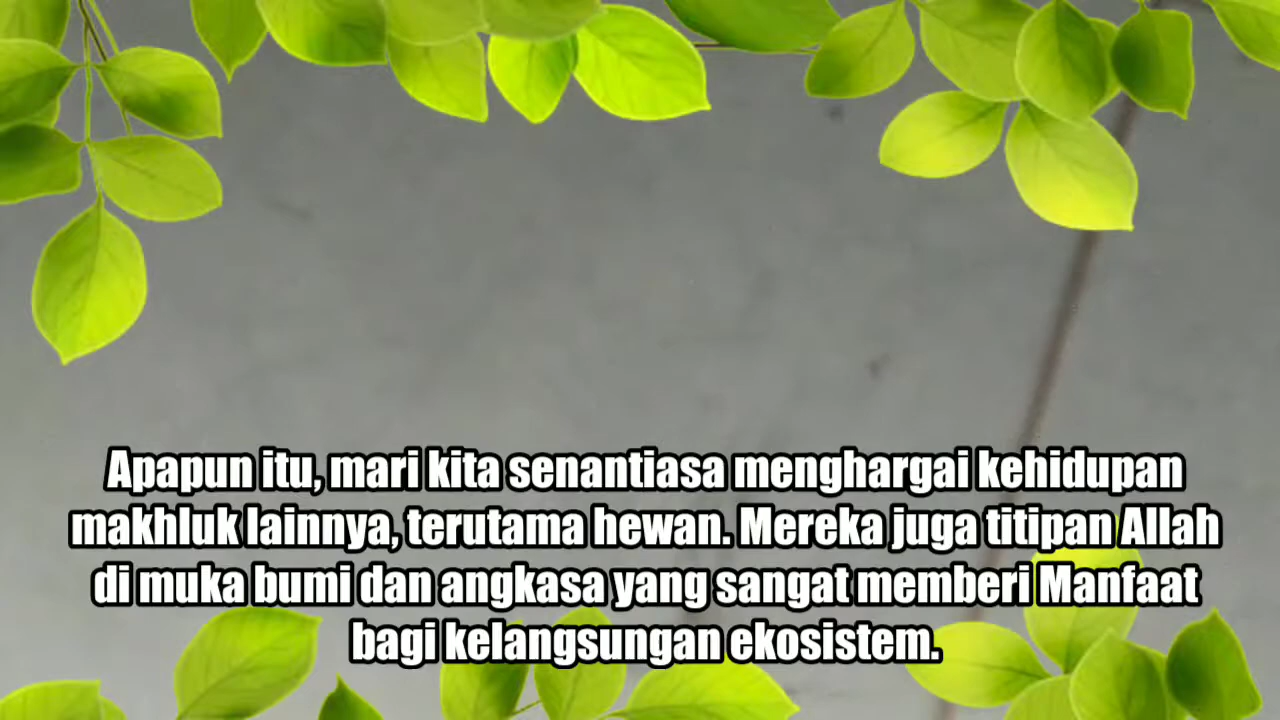 Apapun itu, mari kita senantiasa menghargai kehidupan
makhluk lainnya, terutama hewan. Mereka juga titipan Allah
di muka bumi dan angkasa yang sangat memberi Manfaat
bagi kelangsungan ekosistem.